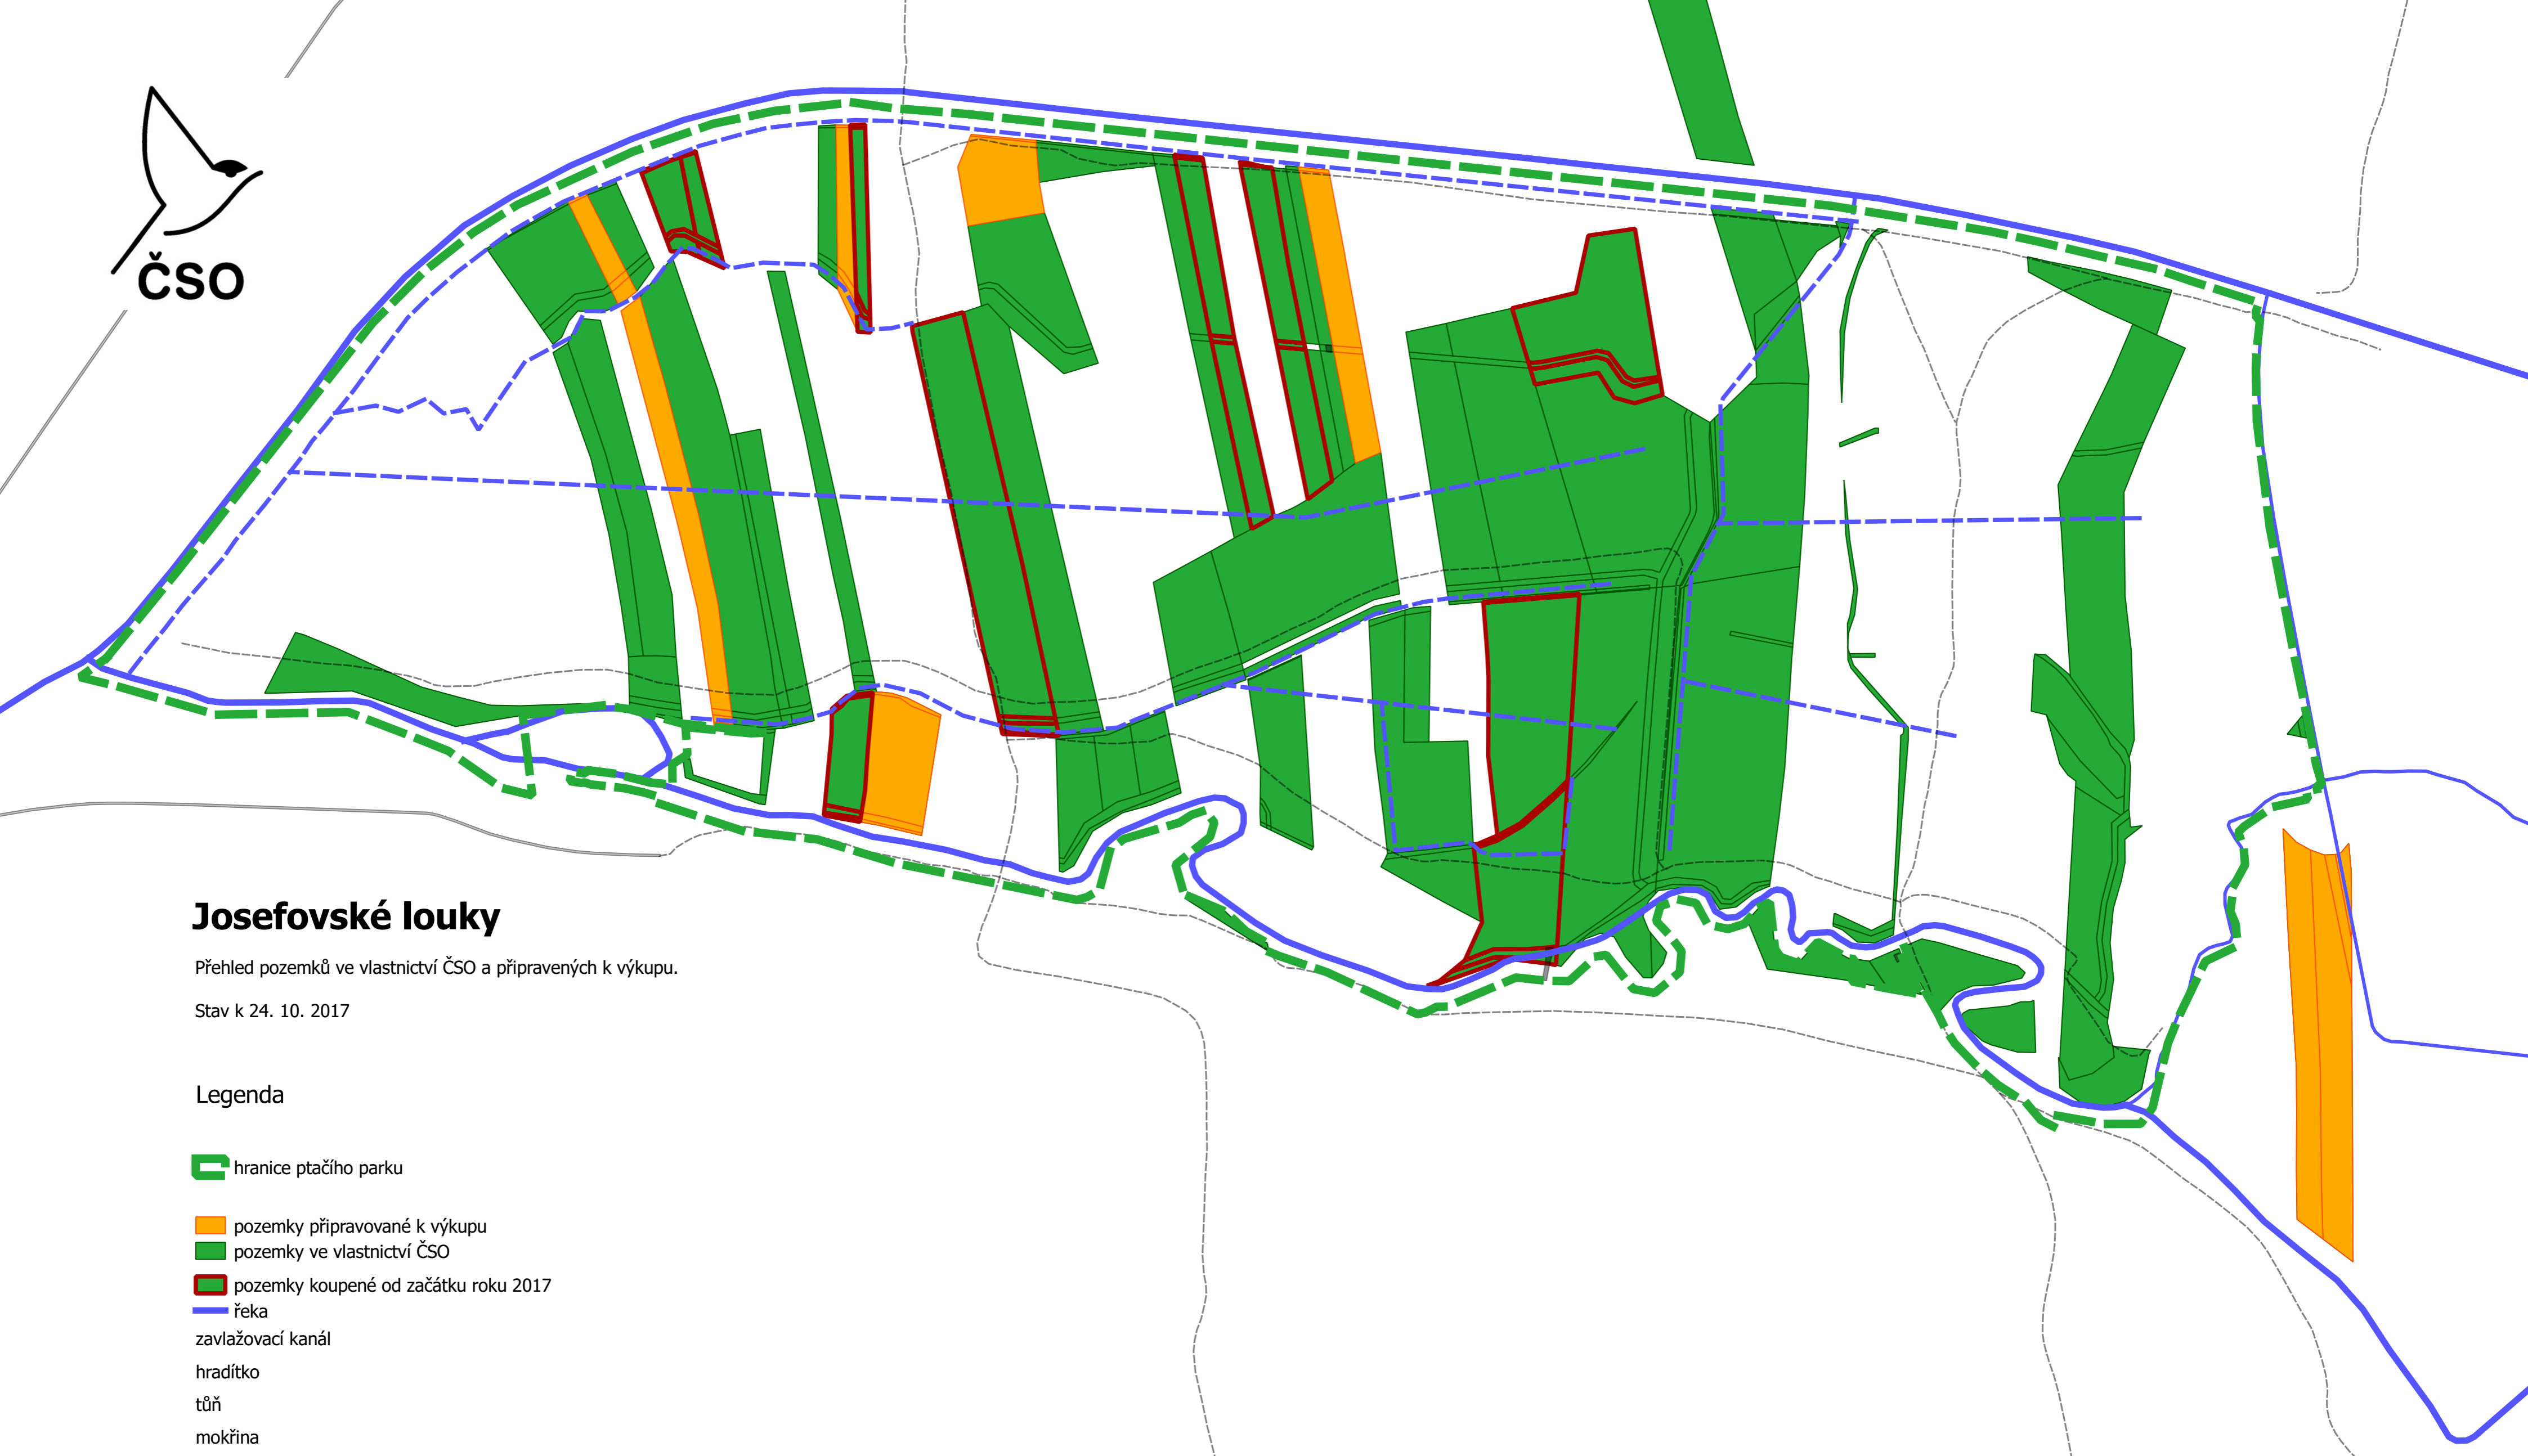 ČSO
Josefovské louky
Přehled pozemků ve vlastnictví ČSO a připravených k výkupu.
Stav k 24. 10. 2017
Legenda
hranice ptačího parku
pozemky připravované k výkupu
pozemky ve vlastnictví ČSO
pozemky koupené od začátku roku 2017
řeka
zavlažovací kanál
hradítko
tůň
mokřina